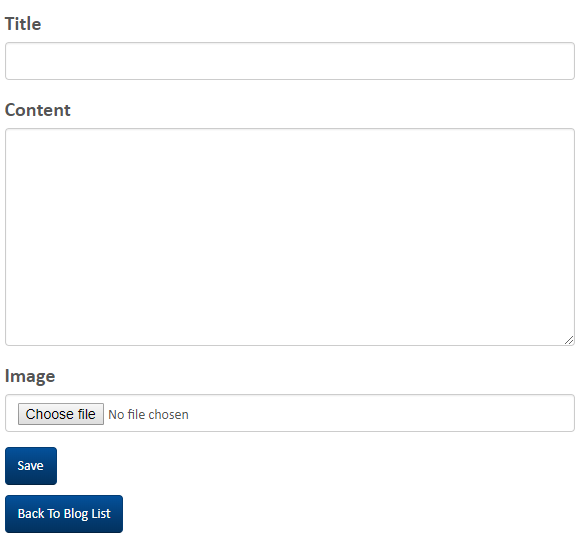 Title
Content
Image
Choose file No file chosen
Save
Back To Blog List